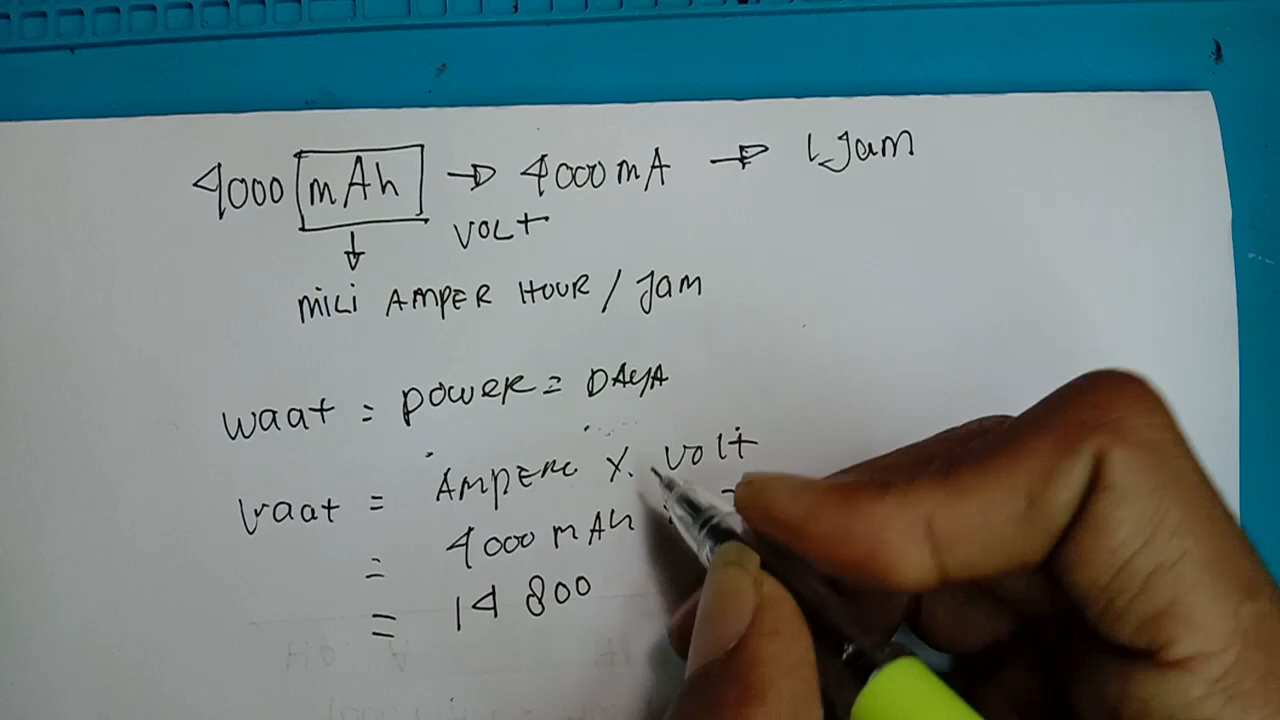 4000 mAh → 4000 mA → 1 Jam
VOLT
MiLi AMPER HOUR / Jam
waat = power = DAYA
vaat = AMPERE X. Volt
= 4000 mAh
= 14 800